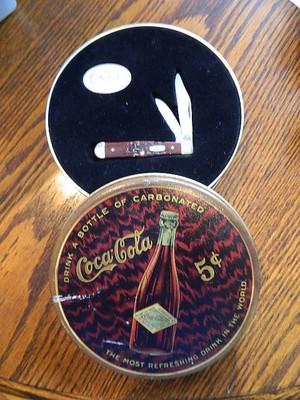 DRINK A BOTTLE OF CARBONATED
Coca-Cola
5¢
THE MOST REFRESHING DRINK IN THE WORLD.